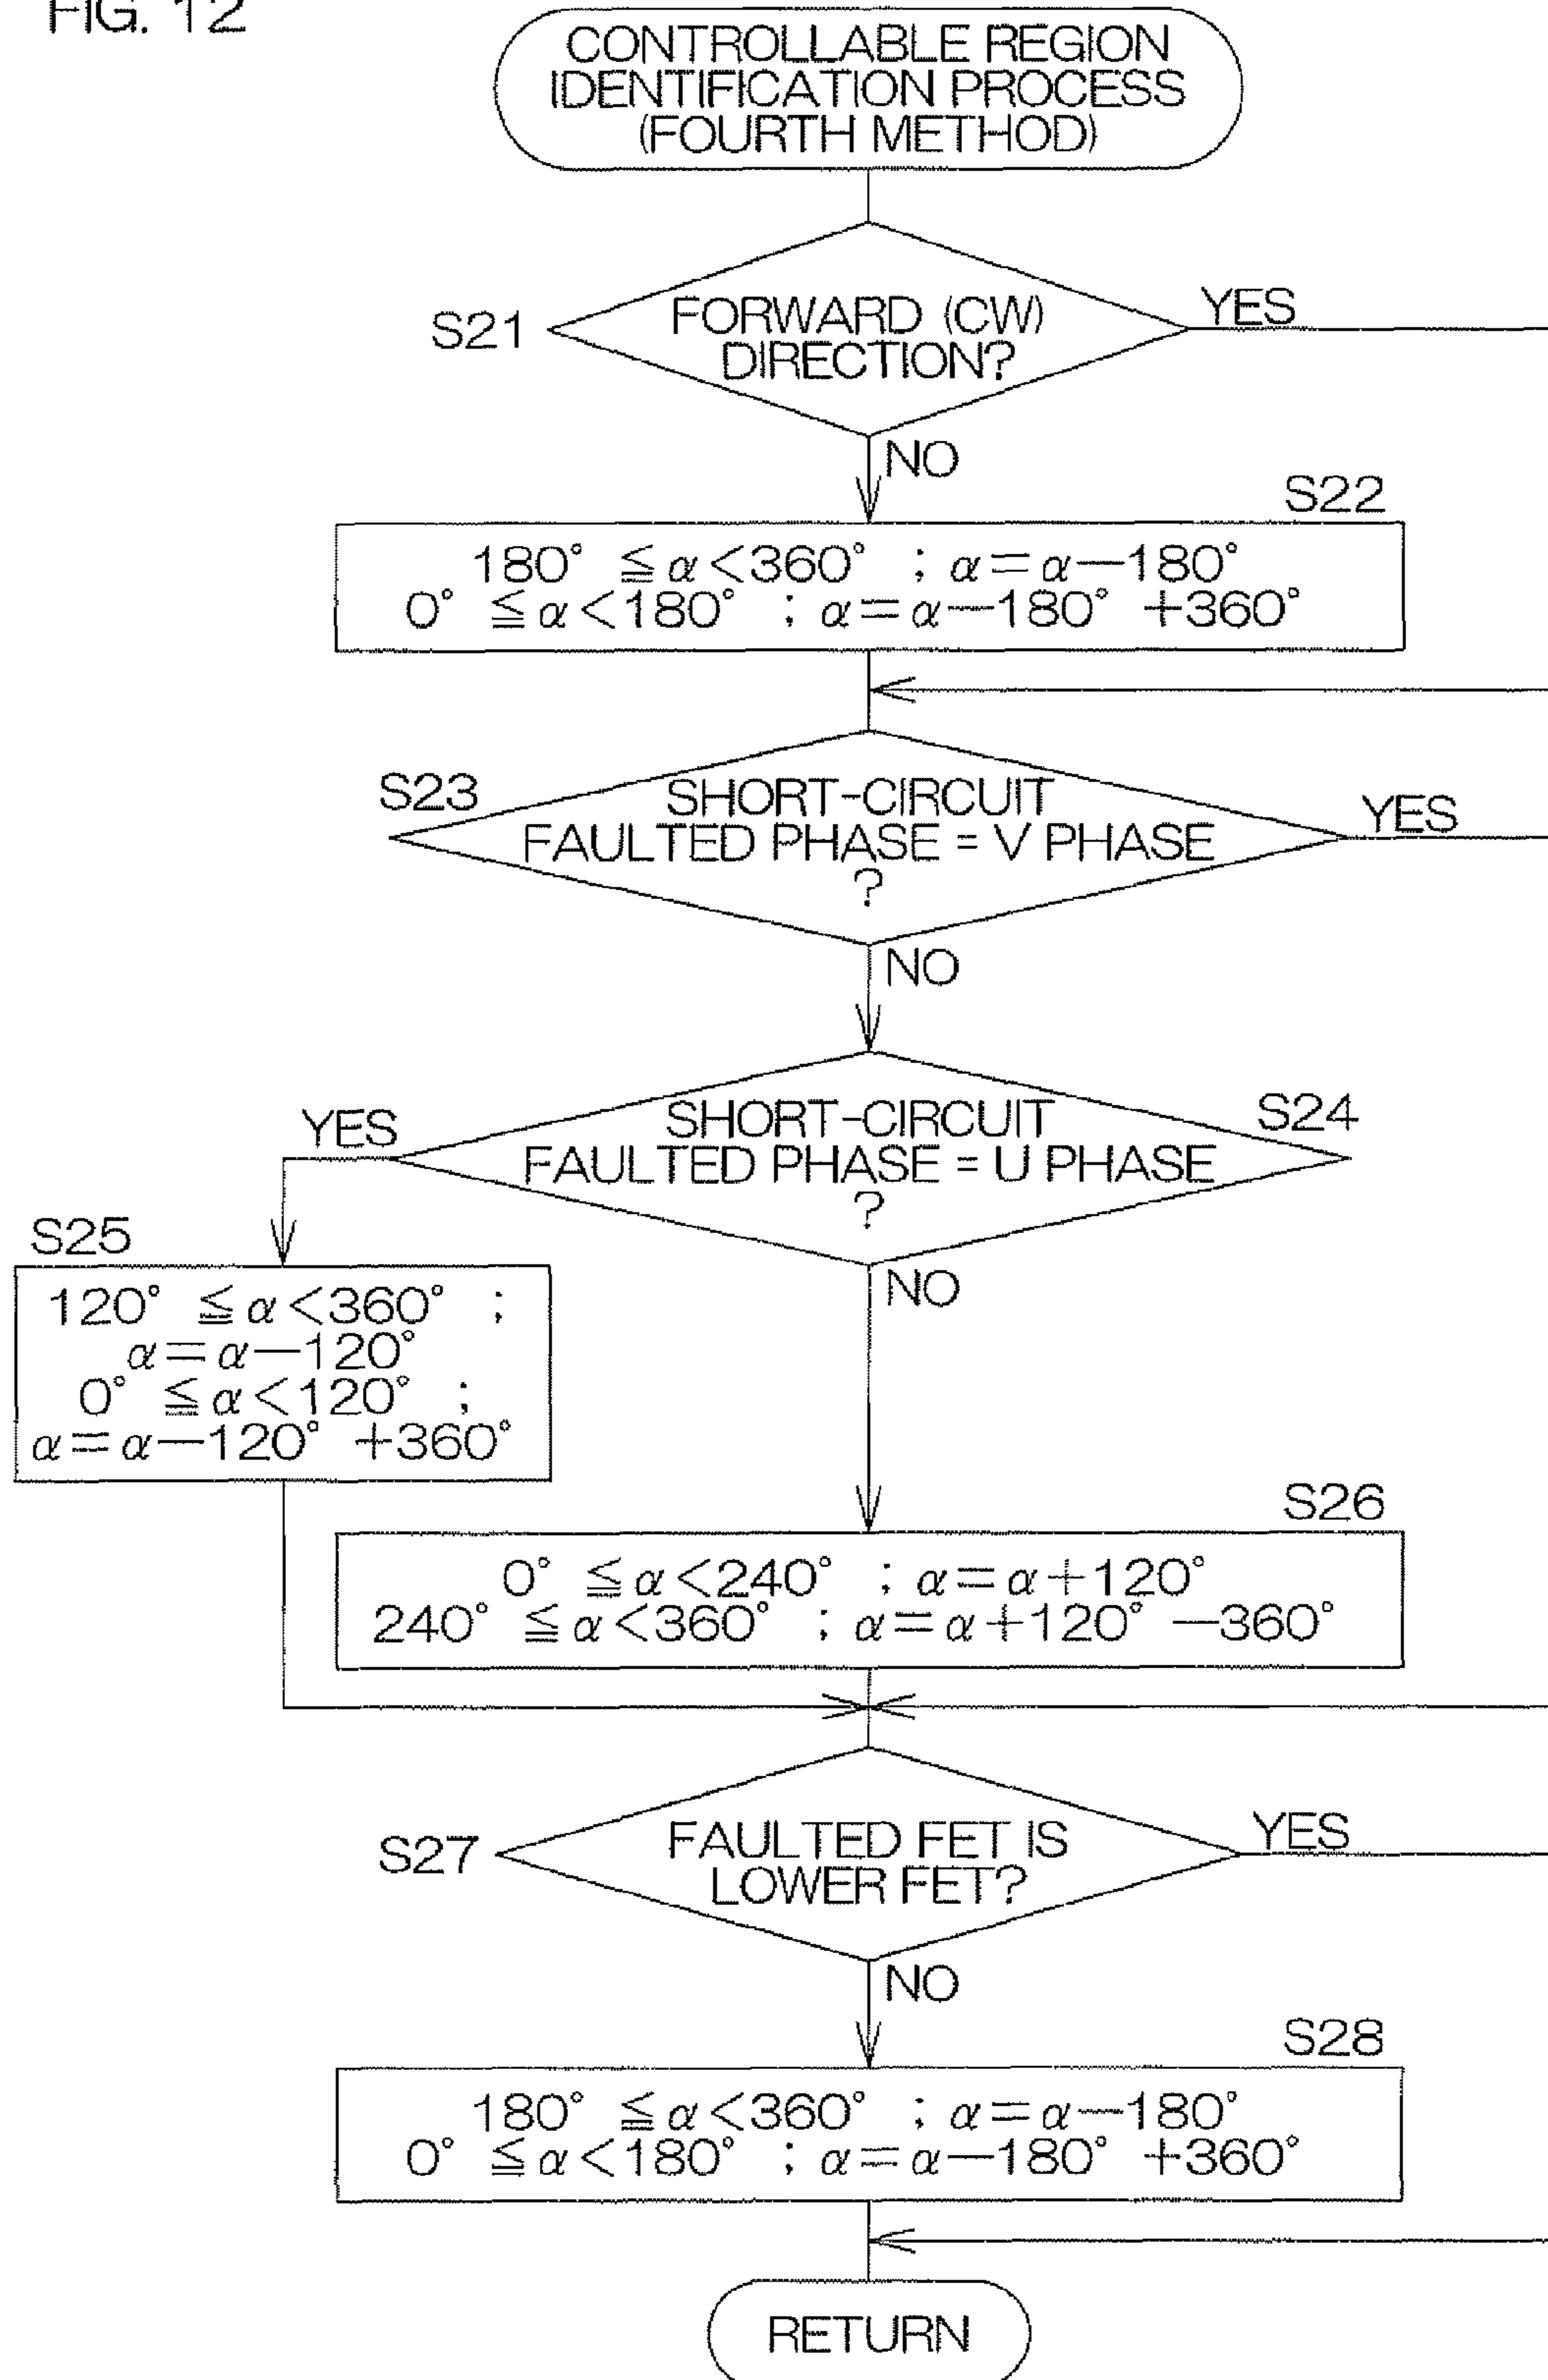 FIG. 12
CONTROLLABLE REGION
IDENTIFICATION PROCESS
(FOURTH METHOD)
S21
FORWARD (CW)
DIRECTION?
YES
NO
S22
180° ≦ α<360° ; α=α−180°
0° ≦ α<180° ; α=α−180° +360°
S23
SHORT-CIRCUIT
FAULTED PHASE = V PHASE
?
YES
NO
S24
SHORT-CIRCUIT
FAULTED PHASE = U PHASE
?
YES
NO
S25
120° ≦ α<360° ;
α=α−120°
0° ≦ α<120° ;
α=α−120° +360°
S26
0° ≦ α<240° ; α=α+120°
240° ≦ α<360° ; α=α+120° −360°
S27
FAULTED FET IS
LOWER FET?
YES
NO
S28
180° ≦ α<360° ; α=α−180°
0° ≦ α<180° ; α=α−180° +360°
RETURN